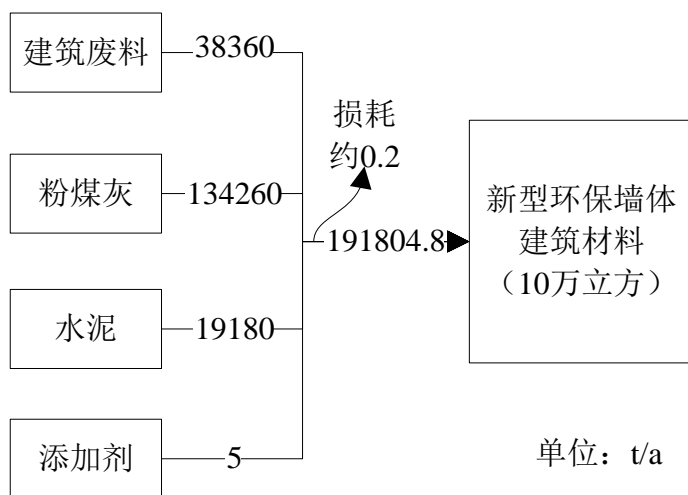 建筑废料
38360
损耗
约0.2
粉煤灰
134260
新型环保墙体
建筑材料
（10万立方）
191804.8
水泥
19180
添加剂
5
单位：t/a